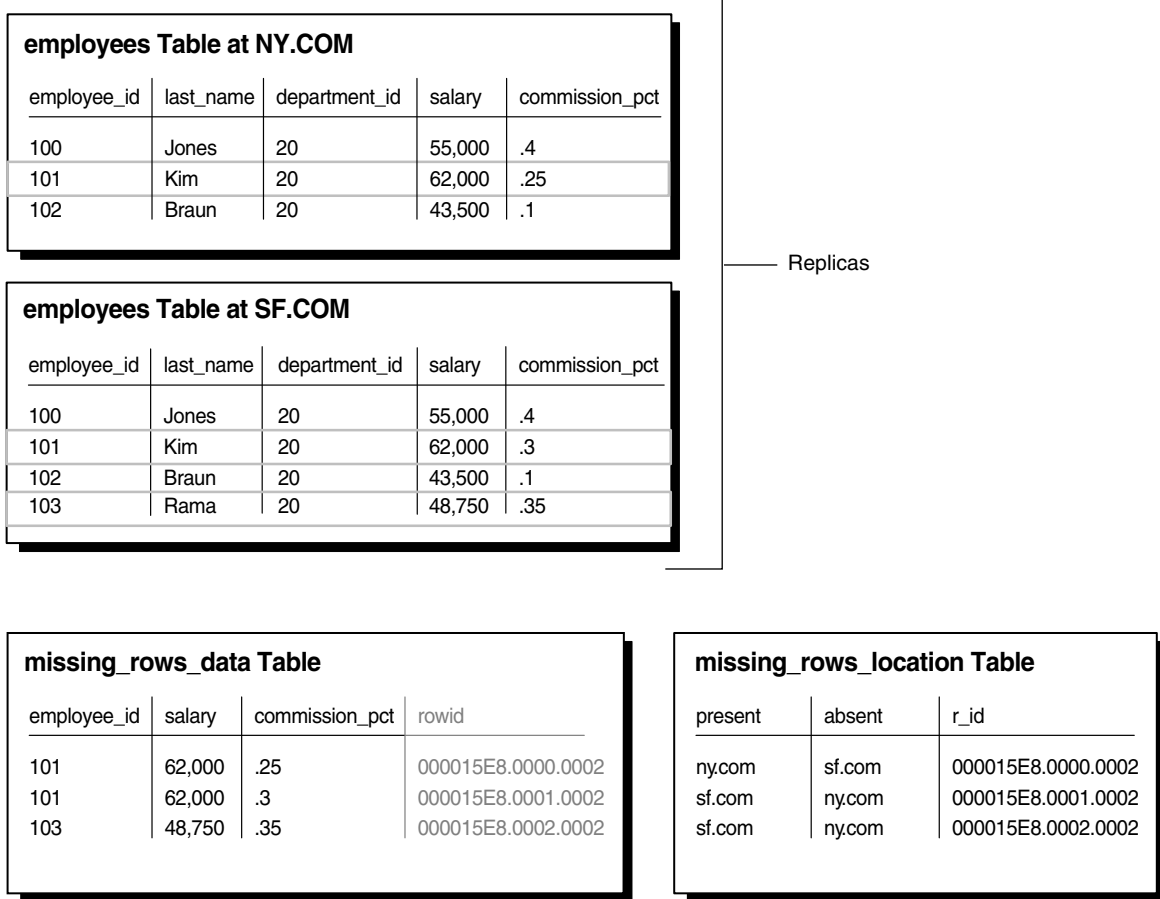 employees Table at NY.COM
employee_id last_name department_id salary commission_pct
100 Jones 20 55,000 .4
101 Kim 20 62,000 .25
102 Braun 20 43,500 .1
Replicas
employees Table at SF.COM
employee_id last_name department_id salary commission_pct
100 Jones 20 55,000 .4
101 Kim 20 62,000 .3
102 Braun 20 43,500 .1
103 Rama 20 48,750 .35
missing_rows_data Table
employee_id salary commission_pct rowid
101 62,000 .25 000015E8.0000.0002
101 62,000 .3 000015E8.0001.0002
103 48,750 .35 000015E8.0002.0002
missing_rows_location Table
present absent r_id
ny.com sf.com 000015E8.0000.0002
sf.com ny.com 000015E8.0001.0002
sf.com ny.com 000015E8.0002.0002